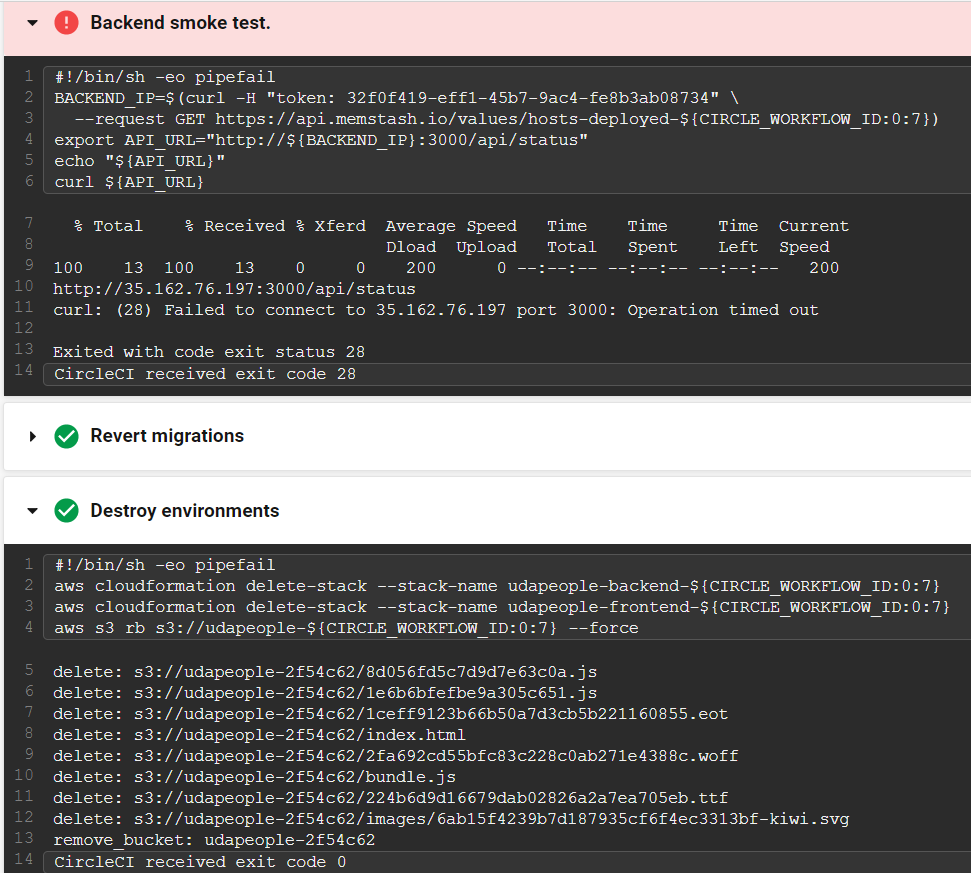 Backend smoke test.
1 #!/bin/sh -eo pipefail
2 BACKEND_IP=$(curl -H "token: 32f0f419-eff1-45b7-9ac4-fe8b3ab08734" \
3 --request GET https://api.memstash.io/values/hosts-deployed-${CIRCLE_WORKFLOW_ID:0:7})
4 export API_URL="http://${BACKEND_IP}:3000/api/status"
5 echo "${API_URL}"
6 curl ${API_URL}
7 % Total % Received % Xferd Average Speed Time Time Time Current
8 Dload Upload Total Spent Left Speed
9 100 13 100 13 0 0 200 0 --:--:-- --:--:-- --:--:-- 200
10 http://35.162.76.197:3000/api/status
11 curl: (28) Failed to connect to 35.162.76.197 port 3000: Operation timed out
12
13 Exited with code exit status 28
14 CircleCI received exit code 28
Revert migrations
Destroy environments
1 #!/bin/sh -eo pipefail
2 aws cloudformation delete-stack --stack-name udapeople-backend-${CIRCLE_WORKFLOW_ID:0:7}
3 aws cloudformation delete-stack --stack-name udapeople-frontend-${CIRCLE_WORKFLOW_ID:0:7}
4 aws s3 rb s3://udapeople-${CIRCLE_WORKFLOW_ID:0:7} --force
5 delete: s3://udapeople-2f54c62/8d056fd5c7d9d7e63c0a.js
6 delete: s3://udapeople-2f54c62/1e6b6bfefbe9a305c651.js
7 delete: s3://udapeople-2f54c62/1ceff9123b66b50a7d3cb5b221160855.eot
8 delete: s3://udapeople-2f54c62/index.html
9 delete: s3://udapeople-2f54c62/2fa692cd55bfc83c228c0ab271e4388c.woff
10 delete: s3://udapeople-2f54c62/bundle.js
11 delete: s3://udapeople-2f54c62/224b6d9d16679dab02826a2a7ea705eb.ttf
12 delete: s3://udapeople-2f54c62/images/6ab15f4239b7d187935cf6f4ec3313bf-kiwi.svg
13 remove_bucket: udapeople-2f54c62
14 CircleCI received exit code 0